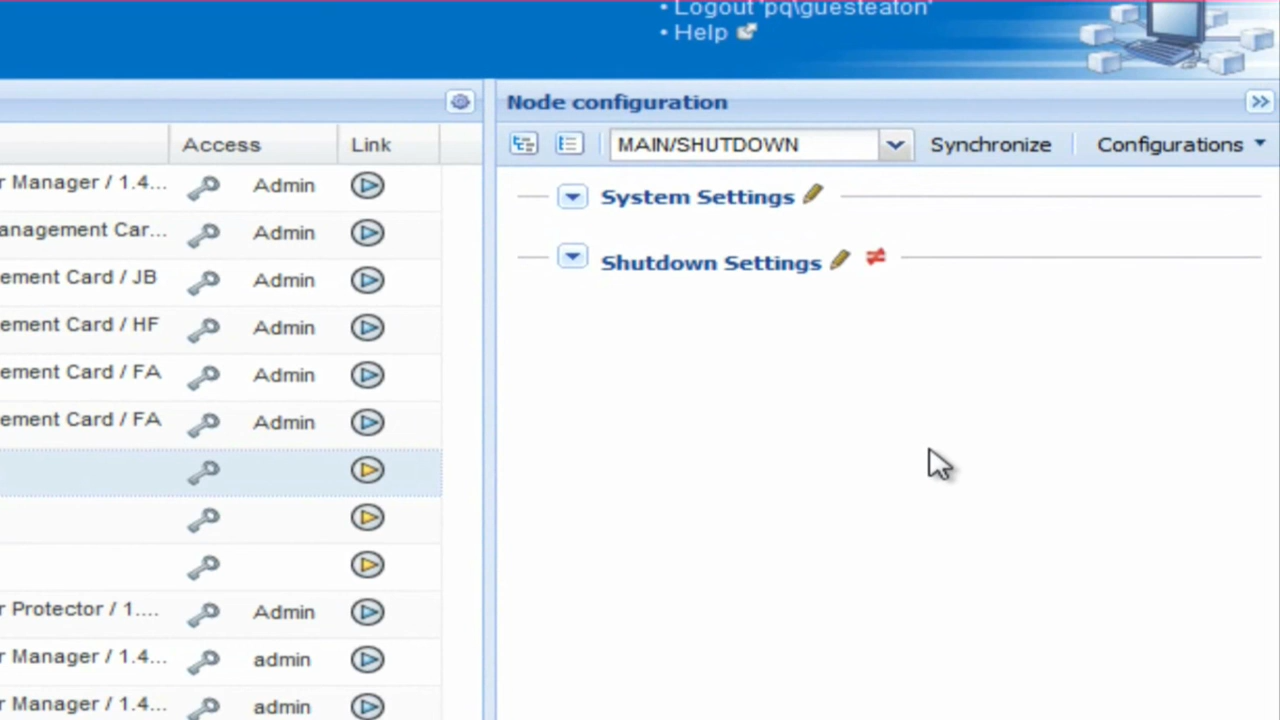 • Logout 'pq\guesteaton'
• Help
Node configuration
Access Link
MAIN/SHUTDOWN Synchronize Configurations
r Manager / 1.4... Admin
System Settings
anagement Car... Admin
Shutdown Settings
ement Card / JB Admin
ement Card / HF Admin
ement Card / FA Admin
ement Card / FA Admin
r Protector / 1.... Admin
r Manager / 1.4... admin
r Manager / 1.4... admin